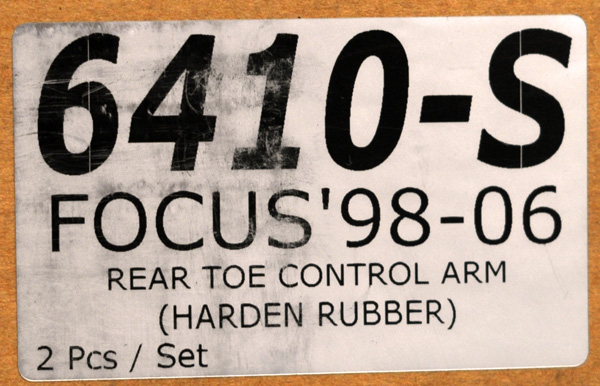 6410-S
FOCUS'98-06
REAR TOE CONTROL ARM
(HARDEN RUBBER)
2 Pcs / Set